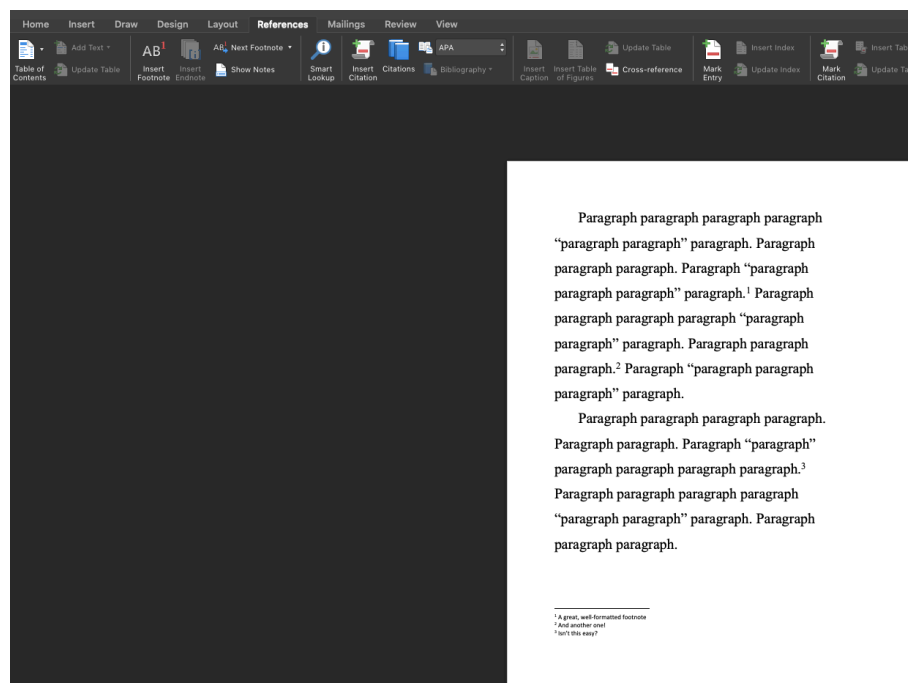 Home Insert Draw Design Layout References Mailings Review View
Add Text AB1 AB1 Next Footnote APA Update Table Insert Index Insert Tab
Update Table Show Notes Bibliography Cross-reference Update Index Update Ta
Table of Contents
Insert Footnote
Insert Endnote
Smart Lookup
Insert Citation
Citations
Insert Caption
Insert Table of Figures
Mark Entry
Mark Citation
Paragraph paragraph paragraph paragraph
“paragraph paragraph” paragraph. Paragraph
paragraph paragraph. Paragraph “paragraph
paragraph paragraph” paragraph.¹ Paragraph
paragraph paragraph paragraph “paragraph
paragraph” paragraph. Paragraph paragraph
paragraph.² Paragraph “paragraph paragraph
paragraph” paragraph.
Paragraph paragraph paragraph paragraph.
Paragraph paragraph. Paragraph “paragraph”
paragraph paragraph paragraph paragraph.³
Paragraph paragraph paragraph paragraph
“paragraph paragraph” paragraph. Paragraph
paragraph paragraph.
¹ A great, well-formatted footnote
² And another one!
³ Isn't this easy?